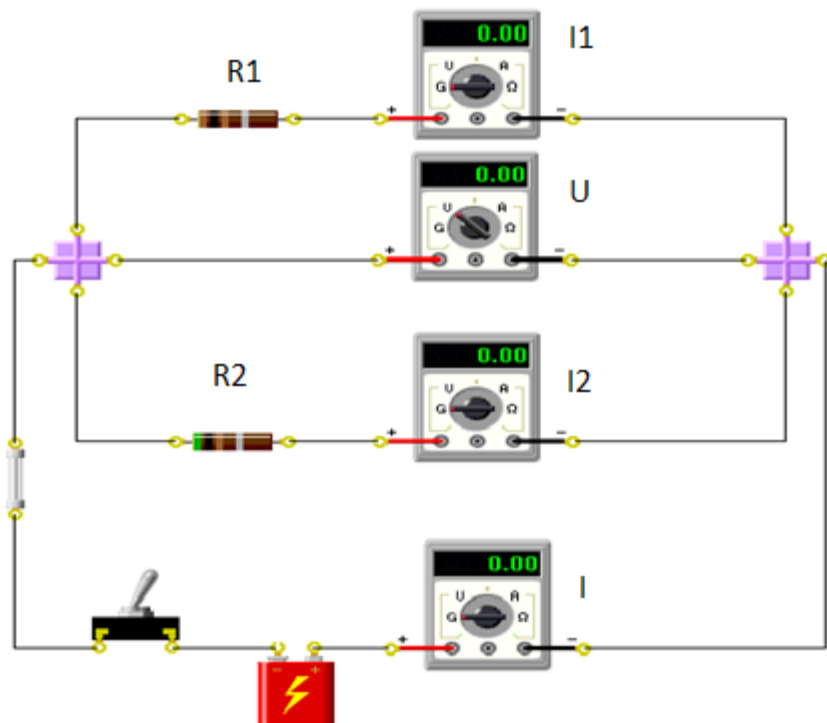 0.00
I1
R1
V A
G Ω
+ -
0.00
U
V A
G Ω
+ -
0.00
I2
R2
V A
G Ω
+ -
0.00
I
V A
G Ω
- +
+ -